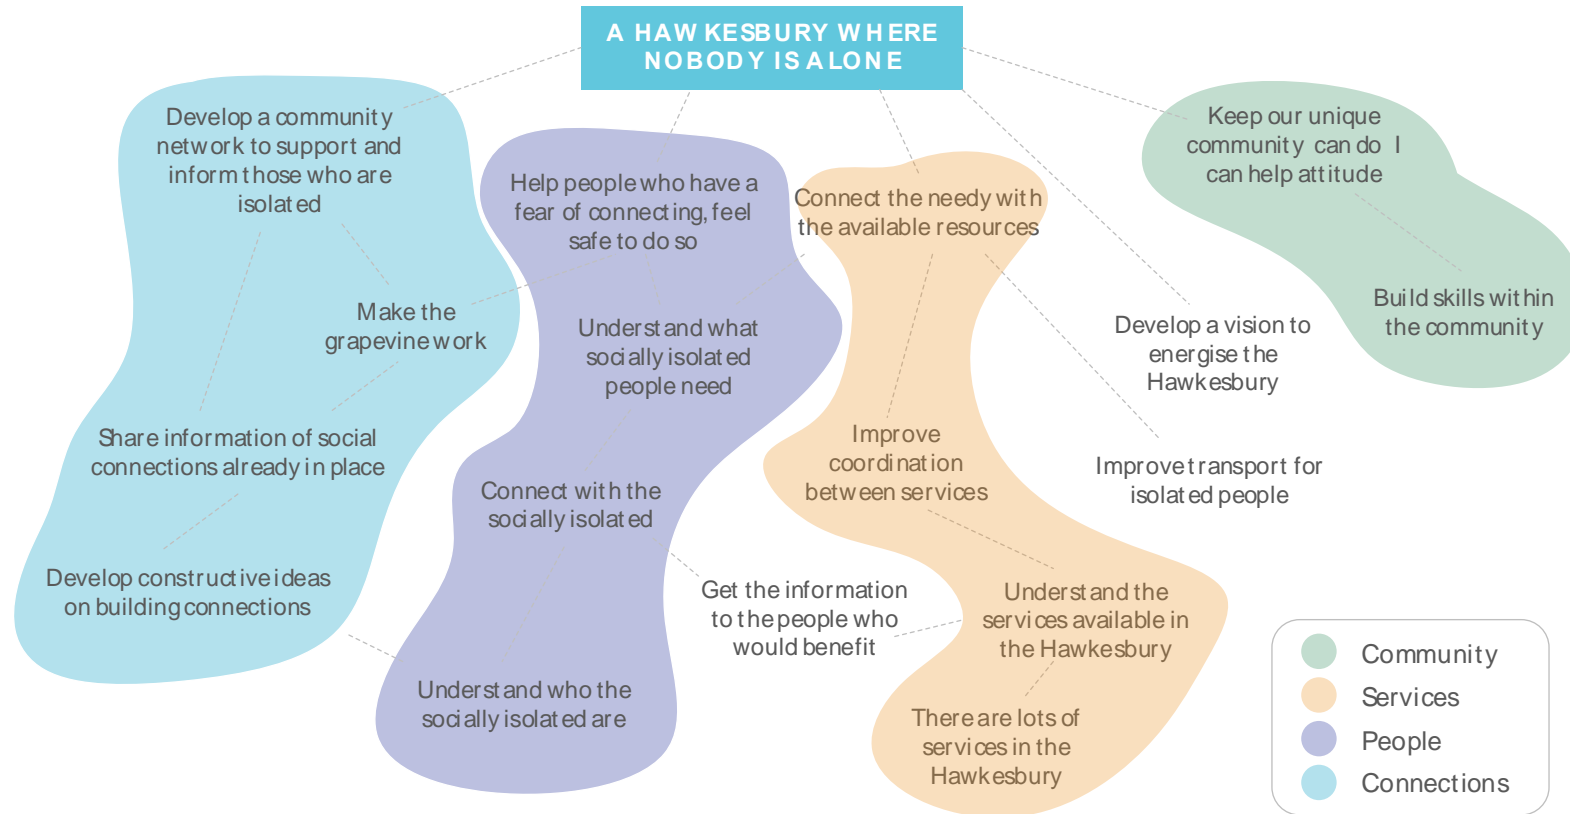 A HAWKESBURY WHERE
NOBODY IS ALONE
Develop a community
network to support and
inform those who are
isolated
Make the
grapevine work
Share information of social
connections already in place
Develop constructive ideas
on building connections
Help people who have a
fear of connecting, feel
safe to do so
Understand what
socially isolated
people need
Connect with the
socially isolated
Understand who the
socially isolated are
Connect the needy with
the available resources
Improve
coordination
between services
Get the information
to the people who
would benefit
Understand the
services available in
the Hawkesbury
There are lots of
services in the
Hawkesbury
Develop a vision to
energise the
Hawkesbury
Improve transport for
isolated people
Keep our unique
community can do I
can help attitude
Build skills within
the community
Community
Services
People
Connections